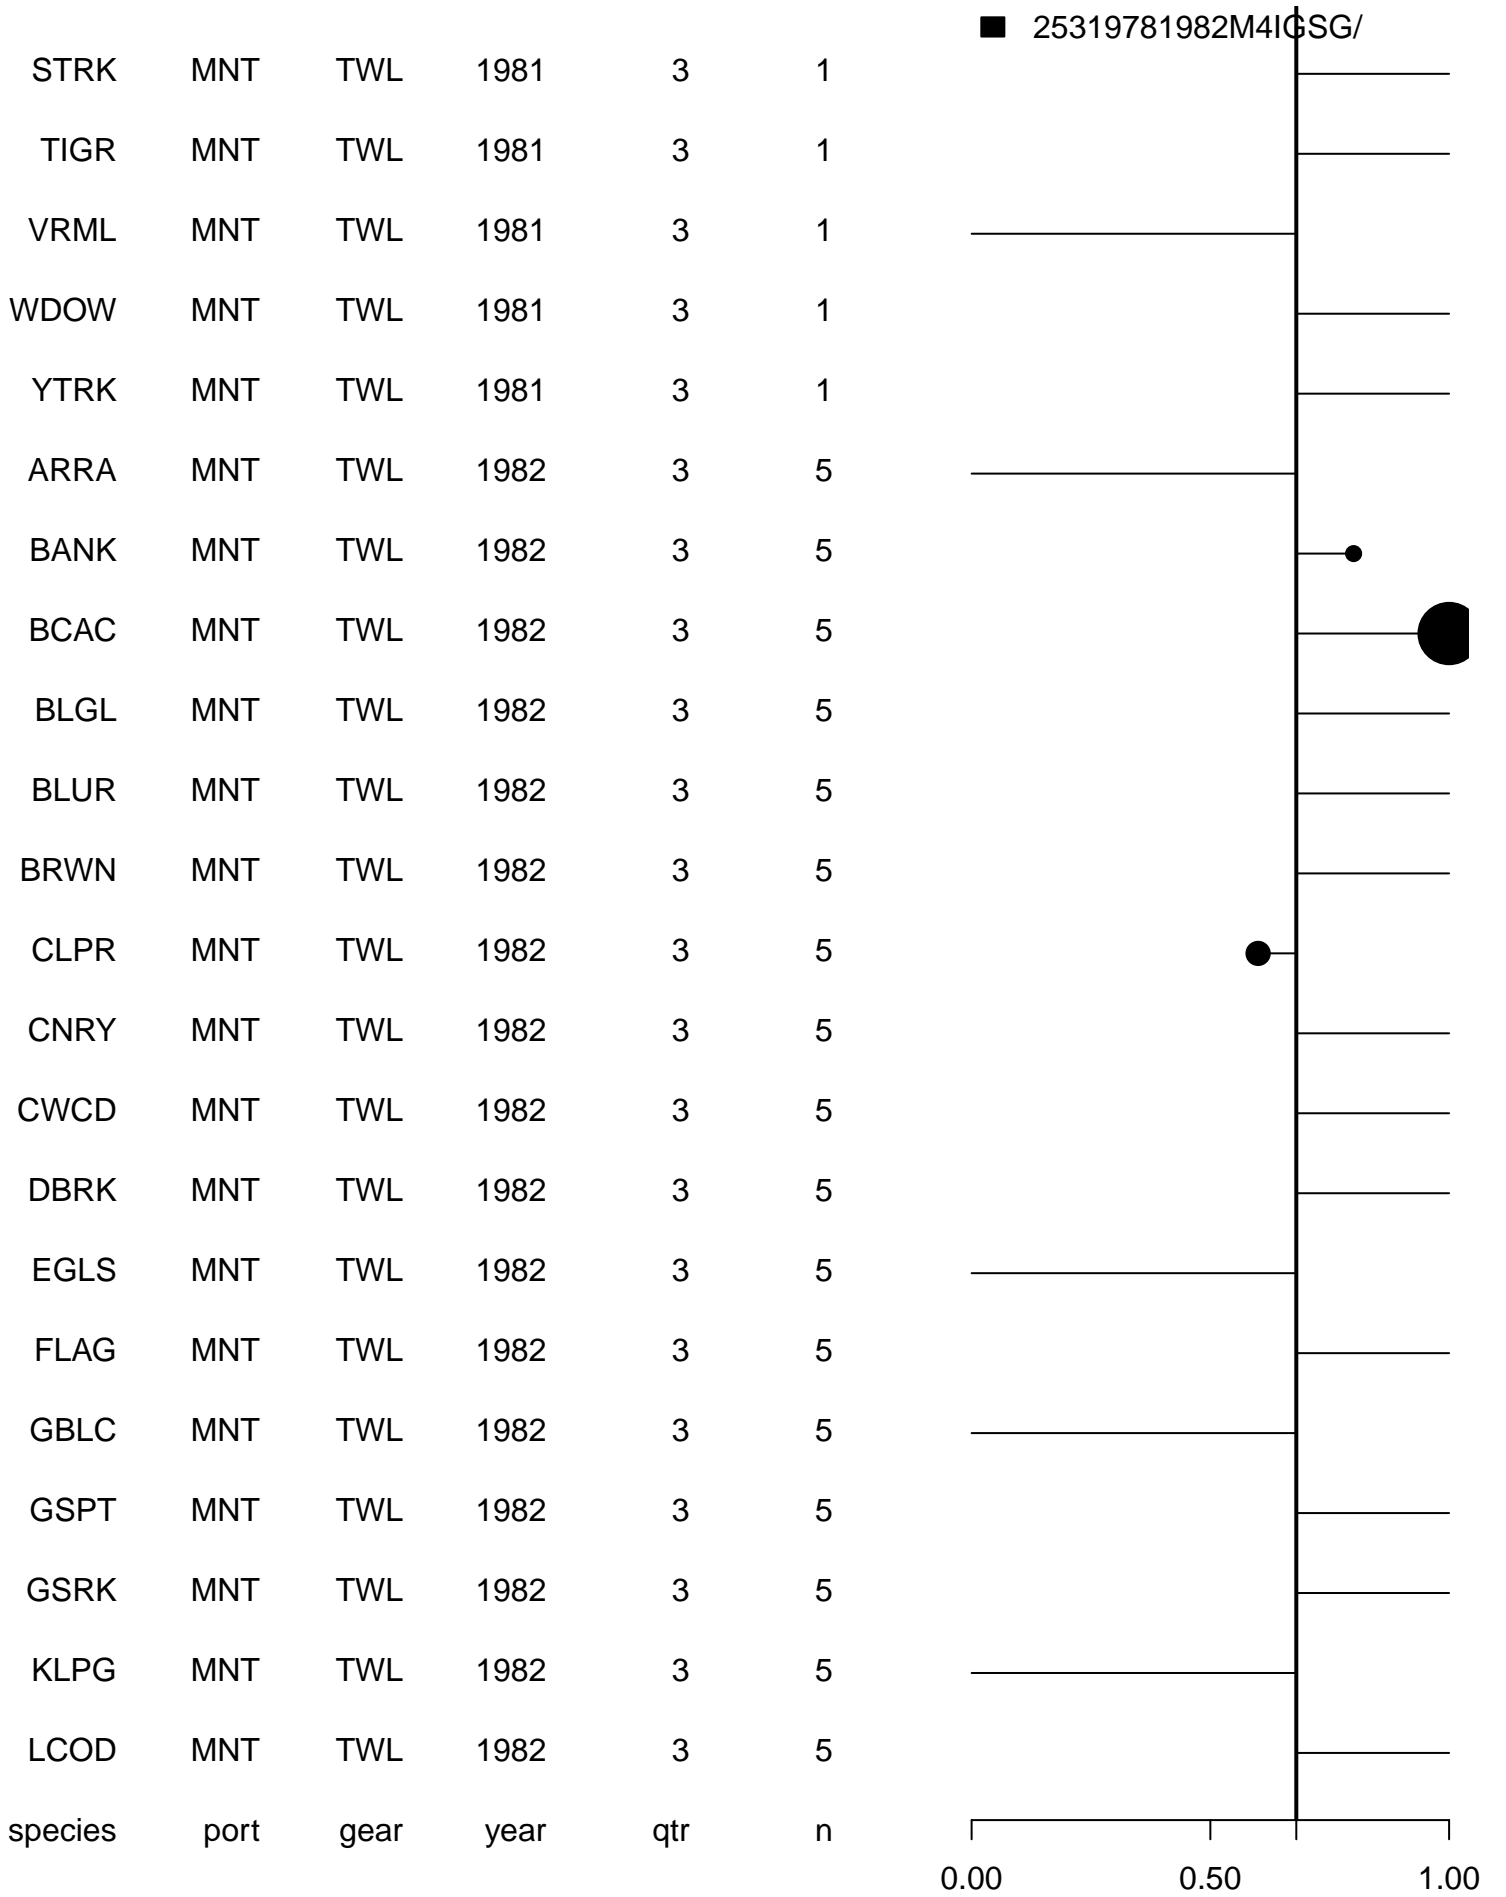 25319781982M4IGSG/
STRK MNT TWL 1981 3 1
TIGR MNT TWL 1981 3 1
VRML MNT TWL 1981 3 1
WDOW MNT TWL 1981 3 1
YTRK MNT TWL 1981 3 1
ARRA MNT TWL 1982 3 5
BANK MNT TWL 1982 3 5
BCAC MNT TWL 1982 3 5
BLGL MNT TWL 1982 3 5
BLUR MNT TWL 1982 3 5
BRWN MNT TWL 1982 3 5
CLPR MNT TWL 1982 3 5
CNRY MNT TWL 1982 3 5
CWCD MNT TWL 1982 3 5
DBRK MNT TWL 1982 3 5
EGLS MNT TWL 1982 3 5
FLAG MNT TWL 1982 3 5
GBLC MNT TWL 1982 3 5
GSPT MNT TWL 1982 3 5
GSRK MNT TWL 1982 3 5
KLPG MNT TWL 1982 3 5
LCOD MNT TWL 1982 3 5
species port gear year qtr n
0.00 0.50 1.00